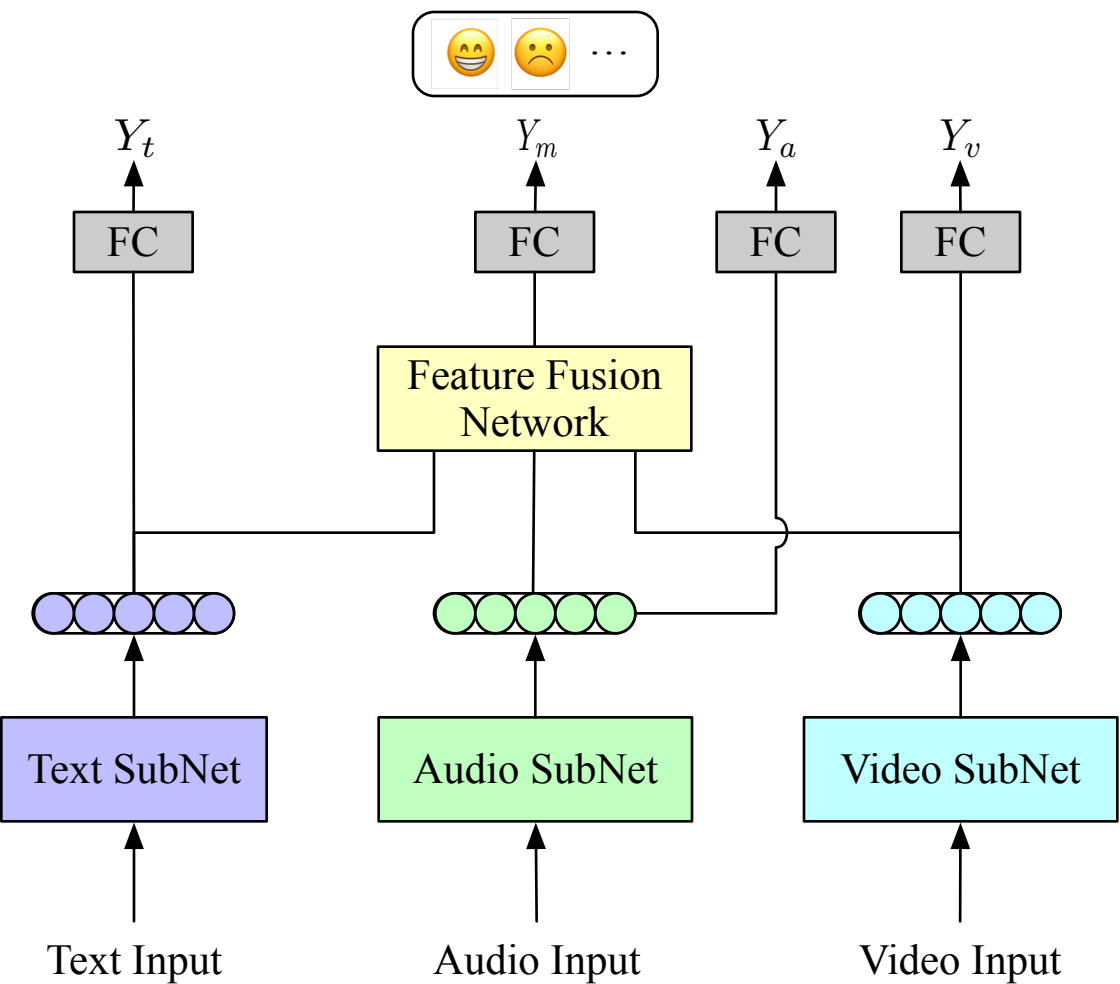 ...
Y_t
Y_m
Y_a
Y_v
FC
FC
FC
FC
Feature Fusion
Network
Text SubNet
Audio SubNet
Video SubNet
Text Input
Audio Input
Video Input